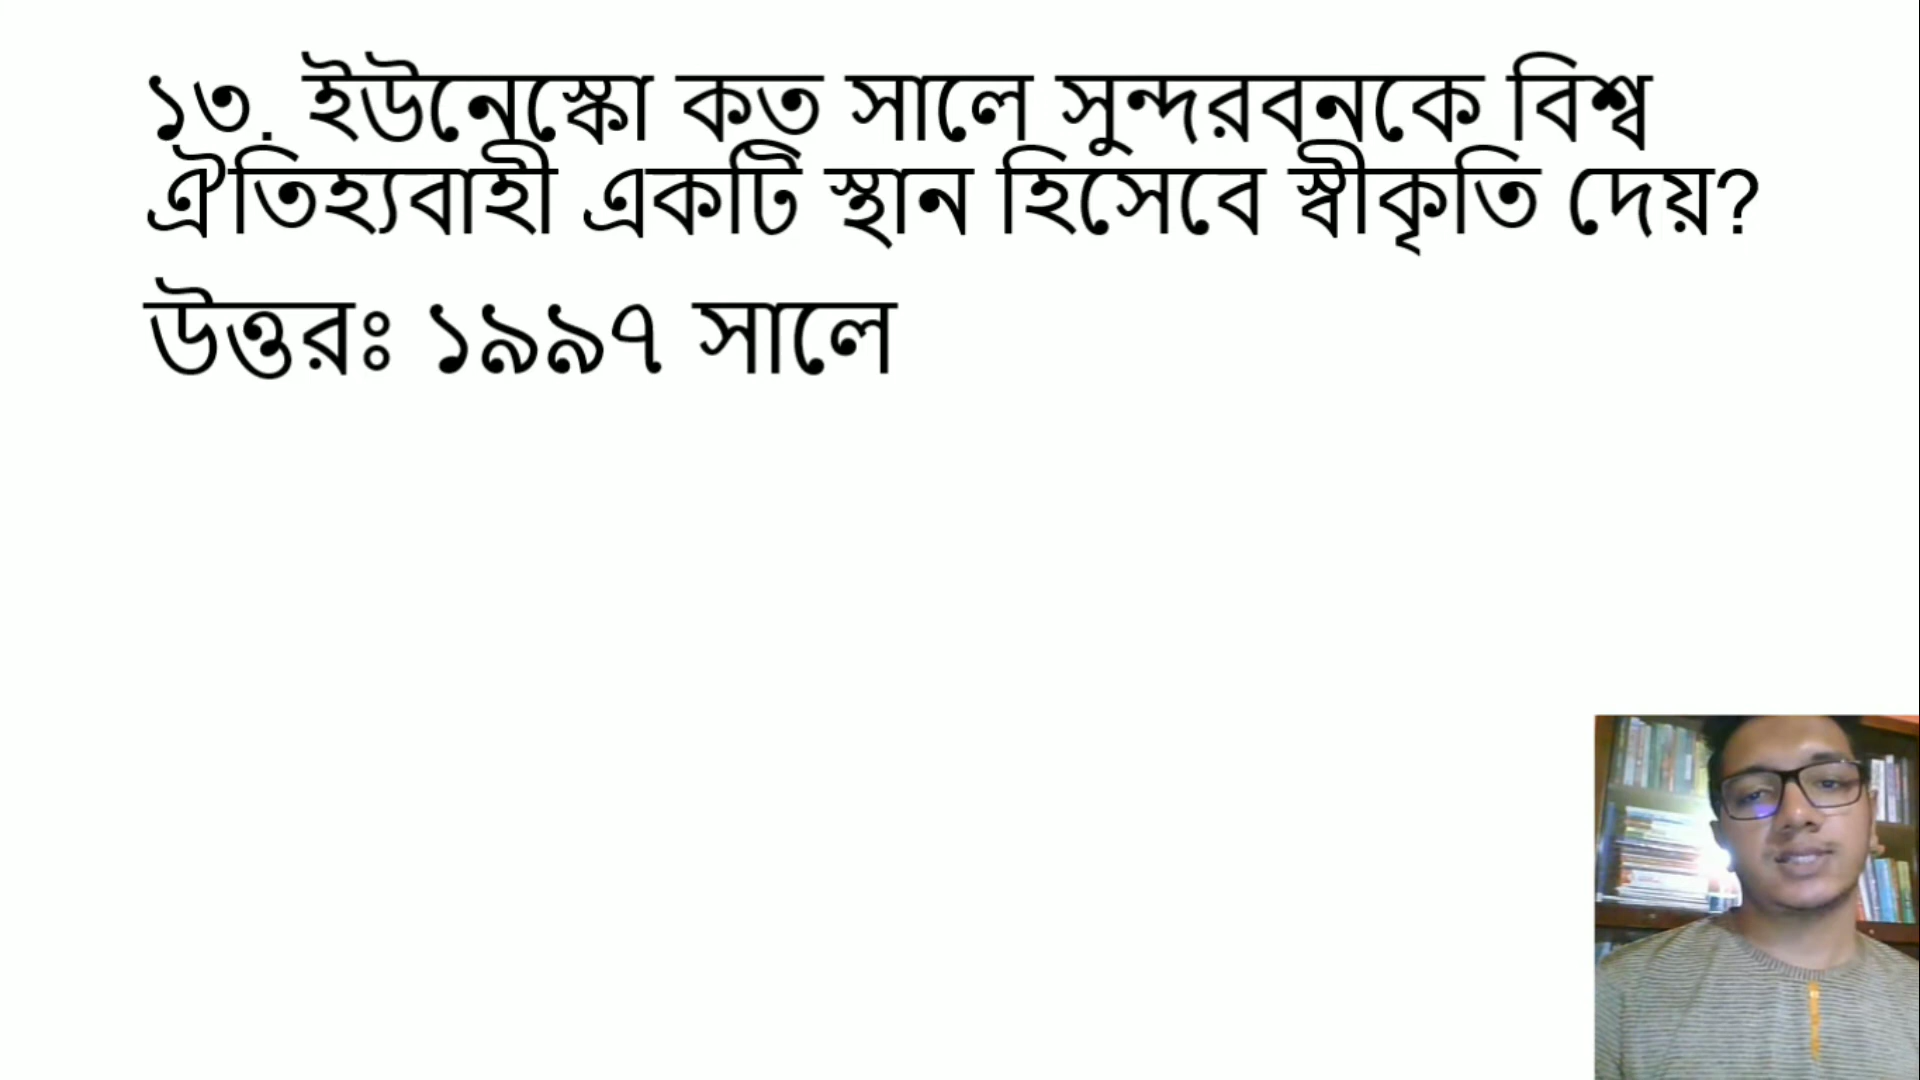 ১৩. ইউনেস্কো কত সালে সুন্দরবনকে বিশ্ব
ঐতিহ্যবাহী একটি স্থান হিসেবে স্বীকৃতি দেয়?
উত্তরঃ ১৯৯৭ সালে